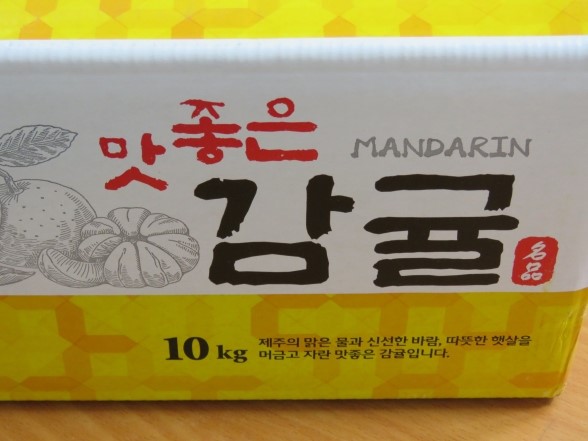 맛좋은
MANDARIN
감귤
名品
10 kg
제주의 맑은 물과 신선한 바람, 따뜻한 햇살을
머금고 자란 맛좋은 감귤입니다.